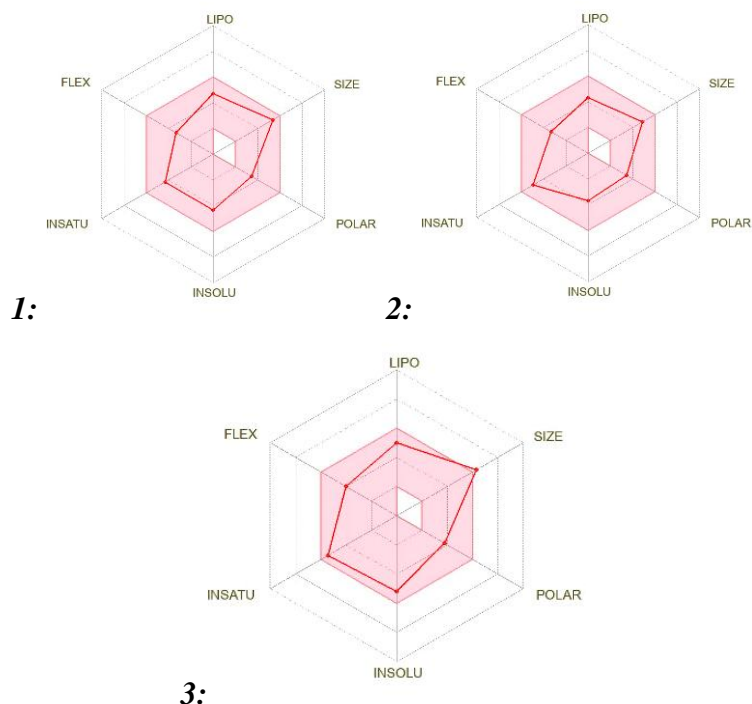 LIPO
FLEX
SIZE
INSATU
POLAR
INSOLU
1:
LIPO
FLEX
SIZE
INSATU
POLAR
INSOLU
2:
LIPO
FLEX
SIZE
INSATU
POLAR
INSOLU
3: